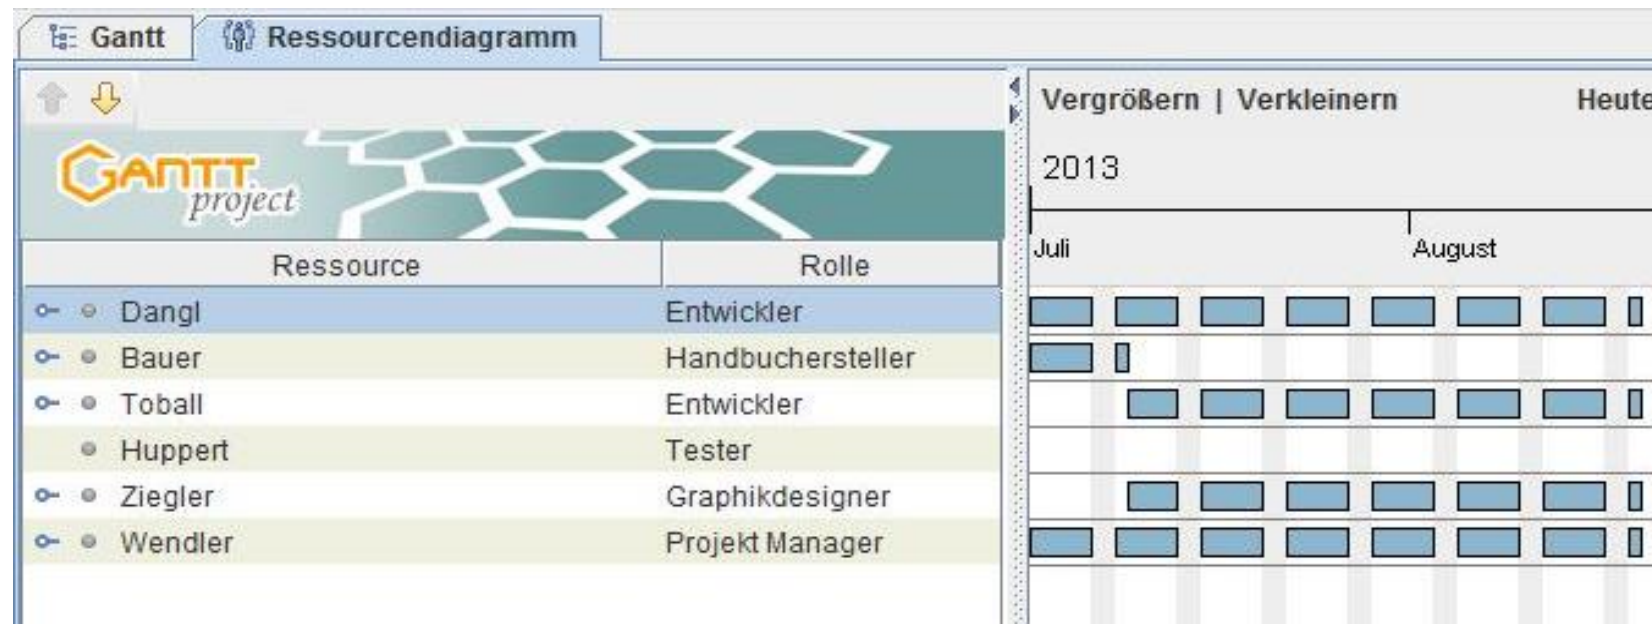 Gantt Ressourcendiagramm
Vergrößern | Verkleinern Heute
GANTT
project
2013
Juli August
Ressource Rolle
Dangl Entwickler
Bauer Handbuchersteller
Toball Entwickler
Huppert Tester
Ziegler Graphikdesigner
Wendler Projekt Manager